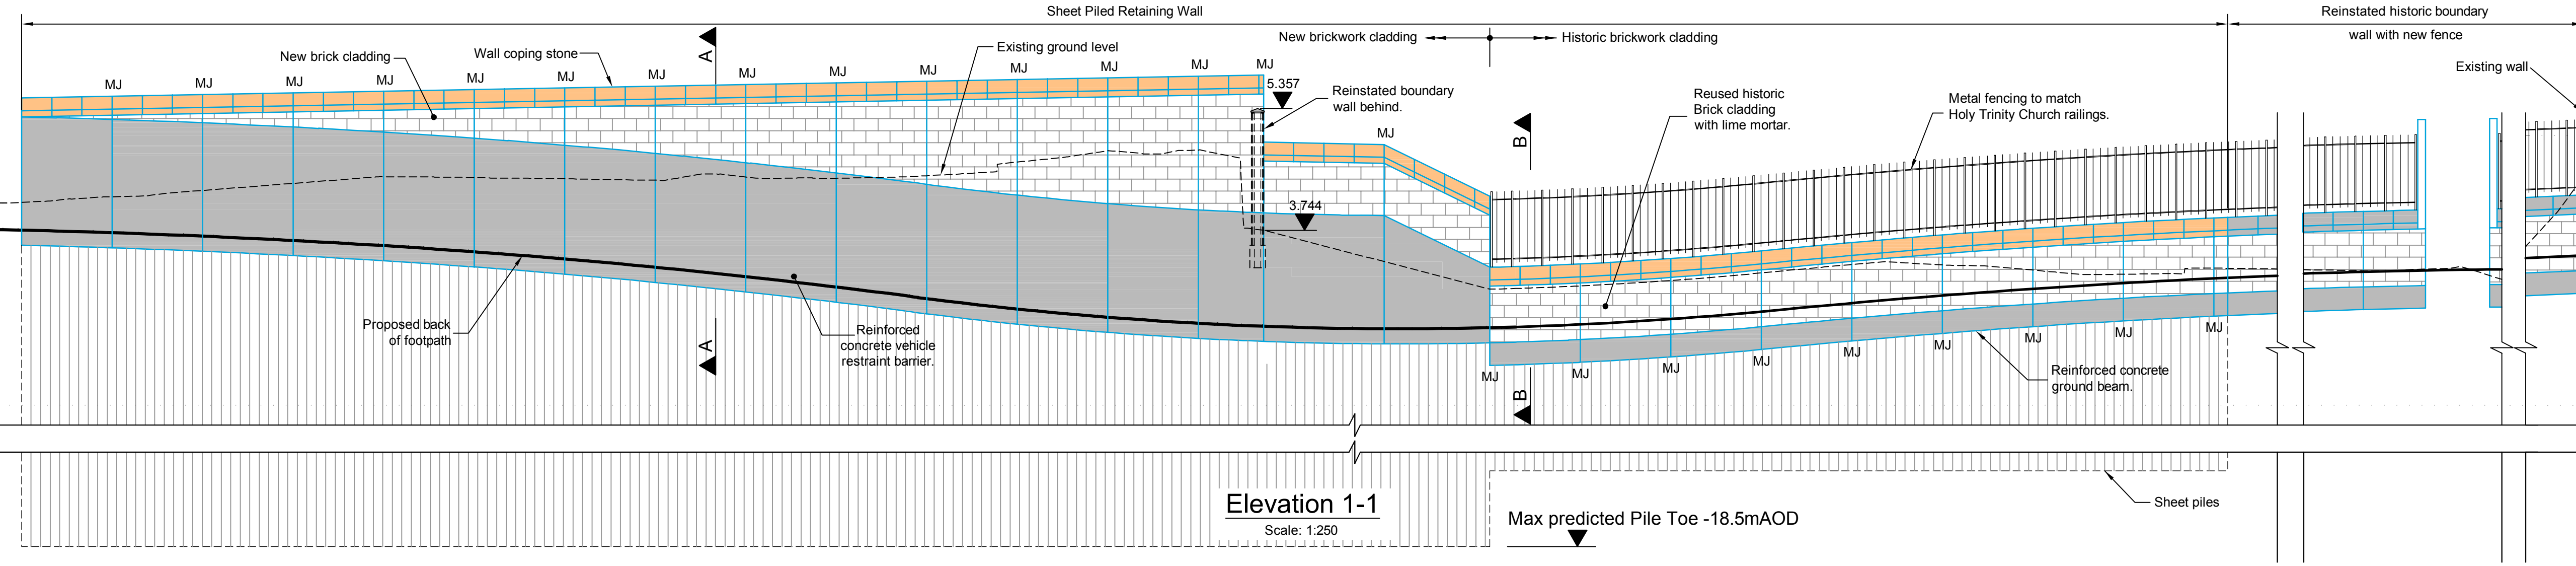 Sheet Piled Retaining Wall
Reinstated historic boundary
wall with new fence
New brickwork cladding
Historic brickwork cladding
A
Existing ground level
Wall coping stone
New brick cladding
Existing wall
MJ
MJ
MJ
MJ
MJ
MJ
MJ
MJ
MJ
MJ
MJ
MJ
MJ
MJ
5.357
Reinstated boundary
wall behind.
MJ
B
Reused historic
Brick cladding
with lime mortar.
Metal fencing to match
Holy Trinity Church railings.
3.744
Proposed back
of footpath
A
Reinforced
concrete vehicle
restraint barrier.
MJ
MJ
MJ
MJ
MJ
MJ
MJ
MJ
MJ
B
Reinforced concrete
ground beam.
Elevation 1-1
Scale: 1:250
Max predicted Pile Toe -18.5mAOD
Sheet piles